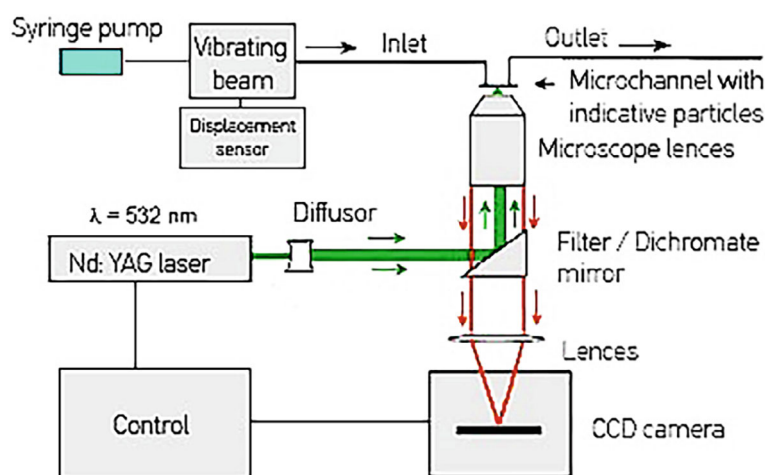 Syringe pump
Vibrating
beam
Inlet
Outlet
Displacement
sensor
Microchannel with
indicative particles
Microscope lences
λ = 532 nm
Diffusor
Nd: YAG laser
Filter / Dichromate
mirror
Lences
Control
CCD camera